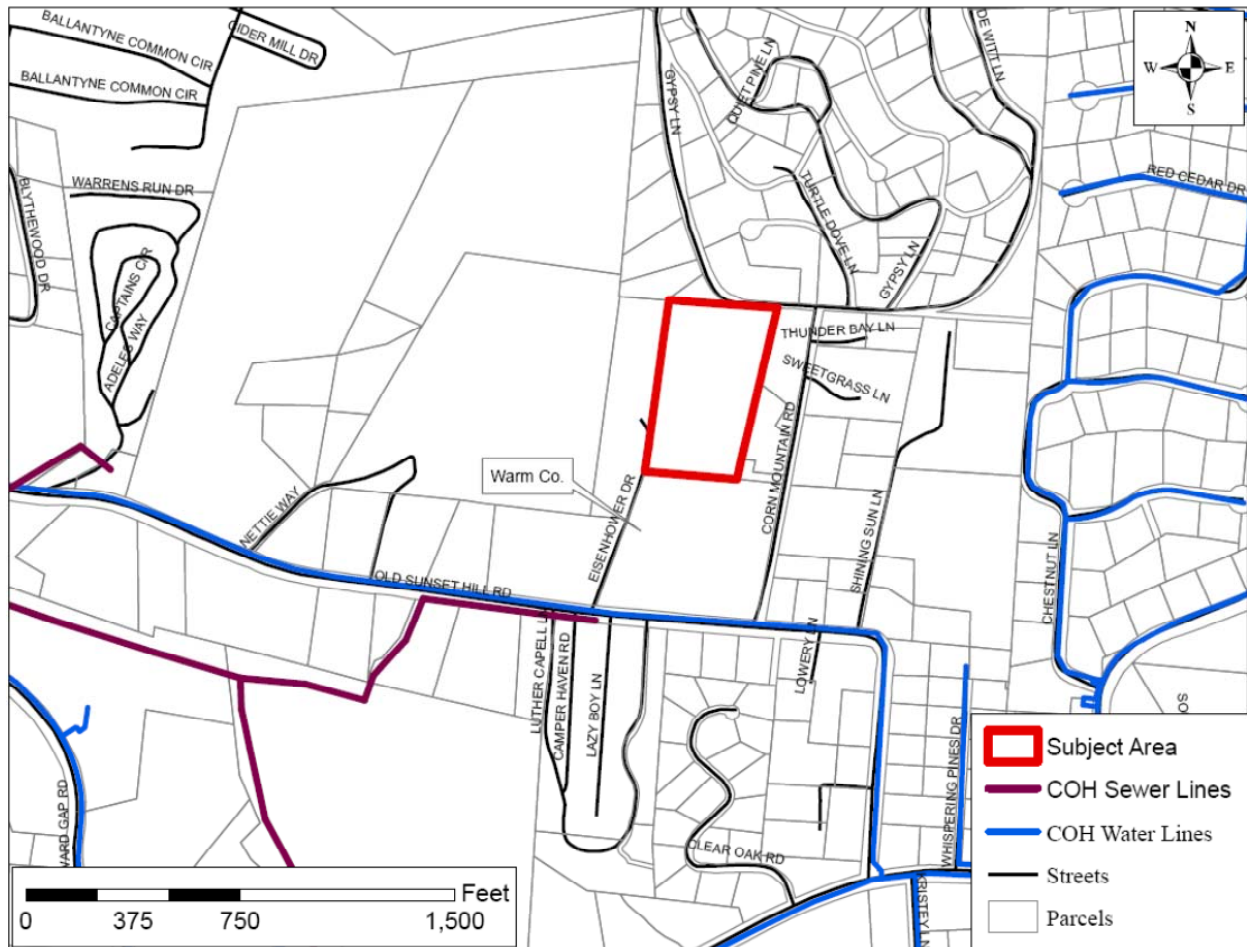 BALLANTYNE COMMON CIR
CIDER MILL DR
BALLANTYNE COMMON CIR
GYPSY LN
QUIET PINE LN
DE WITT LN
N
W
E
S
BLYTHEWOOD DR
WARRENS RUN DR
RED CEDAR DR
CAPTAINS CIR
ADELES WAY
TURTLE DOVE LN
GYPSY LN
THUNDER BAY LN
SWEETGRASS LN
CORN MOUNTAIN RD
Warm Co.
NETTIE WAY
EISENHOWER DR
SHINING SUN LN
OLD SUNSET HILL RD
CHESTNUT LN
LUTHER CAPELL L
CAMPER HAVEN RD
LAZY BOY LN
LOWERY LN
SO
WHISPERING PINES DR
WARD GAP RD
CLEAR OAK RD
KRISTEY LN
Subject Area
COH Sewer Lines
COH Water Lines
Streets
Parcels
Feet
0 375 750 1,500